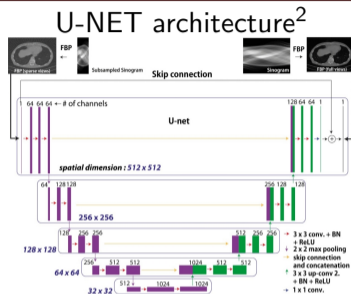 U-NET architecture2
FBP
FBP
FBP (sparse views)
Subsampled Sinogram
Sinogram
FBP (full views)
Skip connection
1 64 64 64 ← # of channels
128 64 64 1 1
U-net
spatial dimension : 512 x 512
64 128 128
256 128 128
256 x 256
128 256 256
512 256 256
128 x 128
256 512 512
1024 512 512
64 x 64
512 1024 1024
32 x 32
3 x 3 conv. + BN
+ ReLU
2 x 2 max pooling
skip connection
and concatenation
3 x 3 up-conv 2.
+ BN + ReLU
1 x 1 conv.